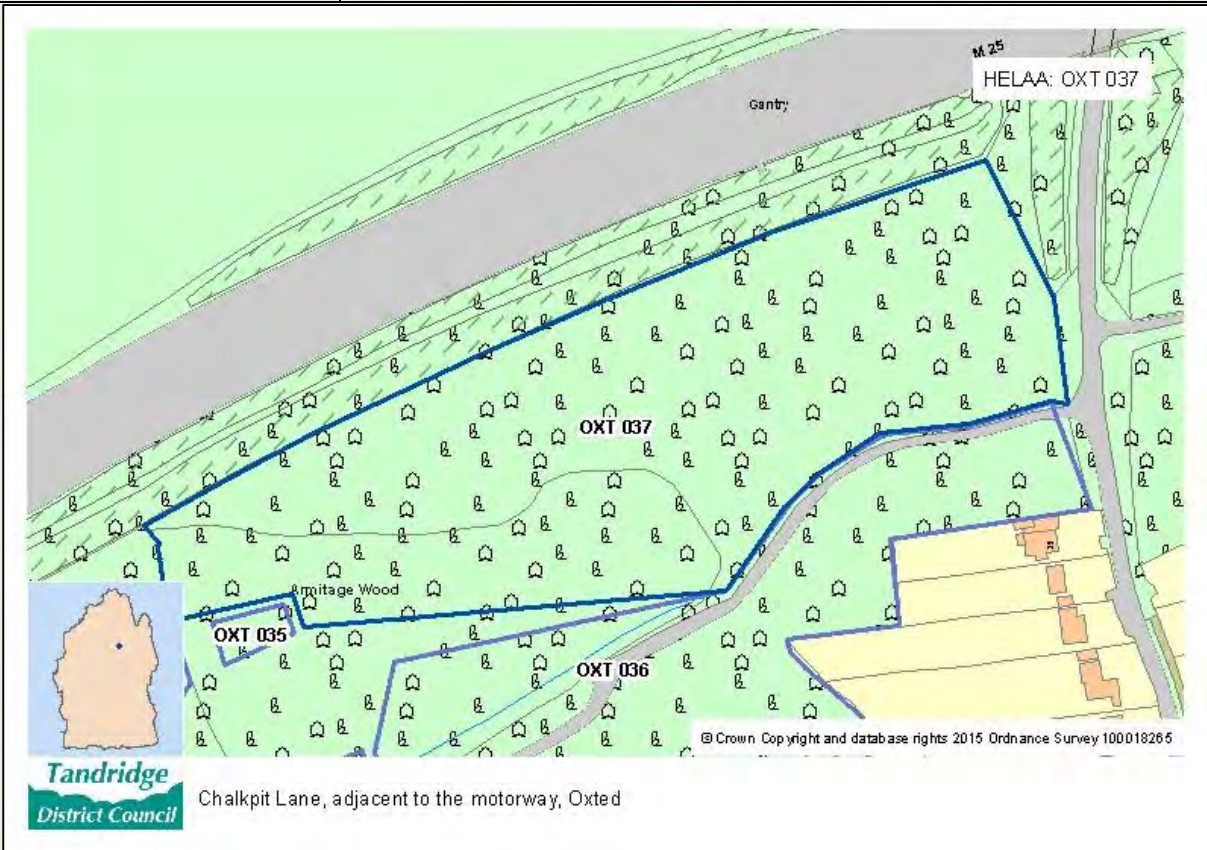 M 25
HELAA: OXT 037
Gantry
OXT 037
Armitage Wood
OXT 035
OXT 036
© Crown Copyright and database rights 2015 Ordnance Survey 100018265
Tandridge
District Council
Chalkpit Lane, adjacent to the motorway, Oxted